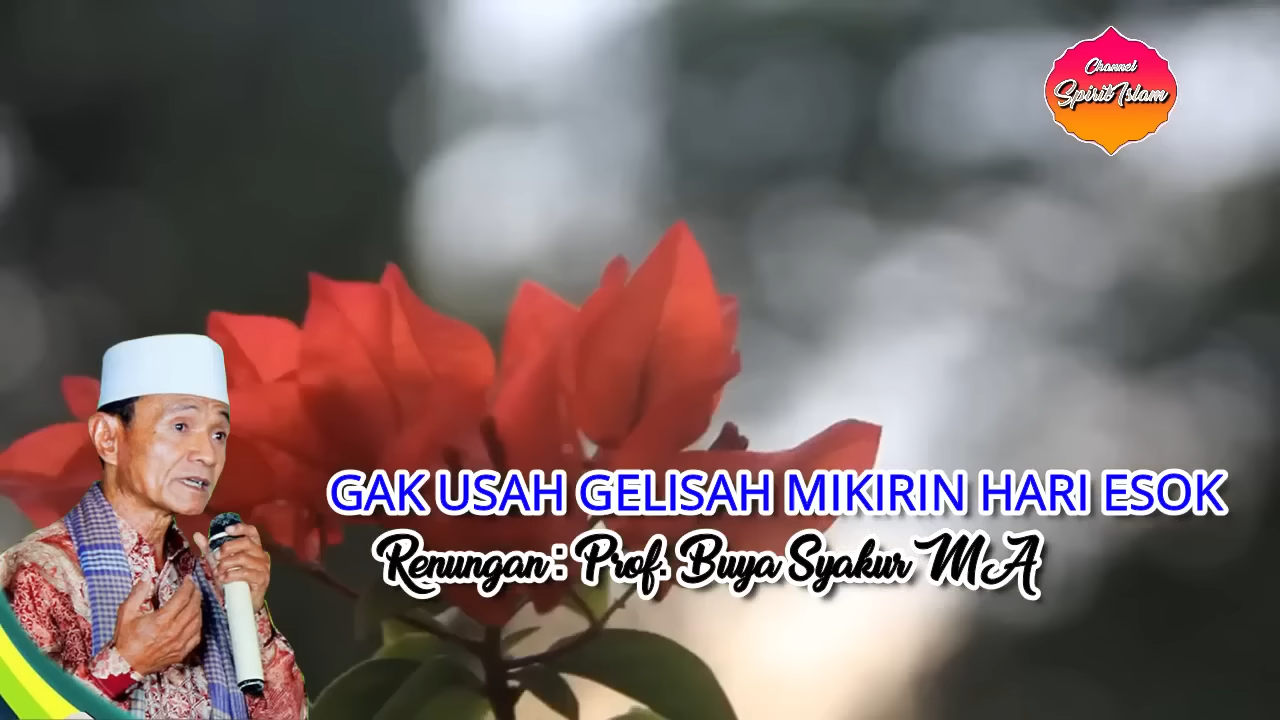 Channel
Spirit Islam
GAK USAH GELISAH MIKIRIN HARI ESOK
Renungan : Prof. Buya Syakur MA